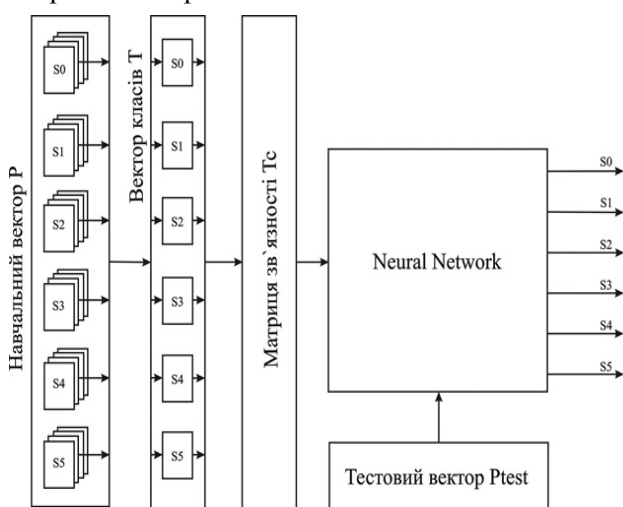 Навчальний вектор P
S0
S1
S2
S3
S4
S5
Вектор класів T
S0
S1
S2
S3
S4
S5
Матриця зв`язності Tc
Neural Network
S0
S1
S2
S3
S4
S5
Тестовий вектор Ptest